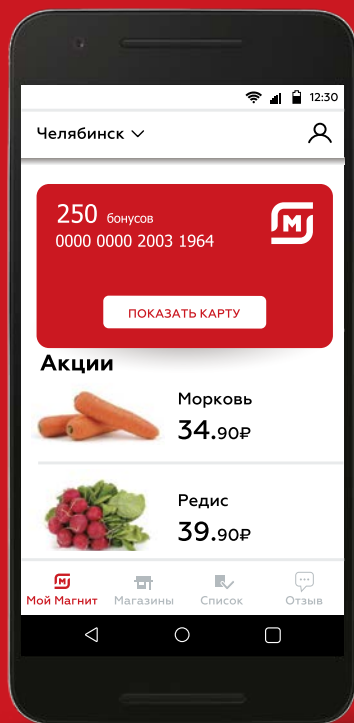 12:30
Челябинск
250 бонусов
0000 0000 2003 1964
М
ПОКАЗАТЬ КАРТУ
Акции
Морковь
34.90₽
Редис
39.90₽
М
Мой Магнит Магазины Список Отзыв